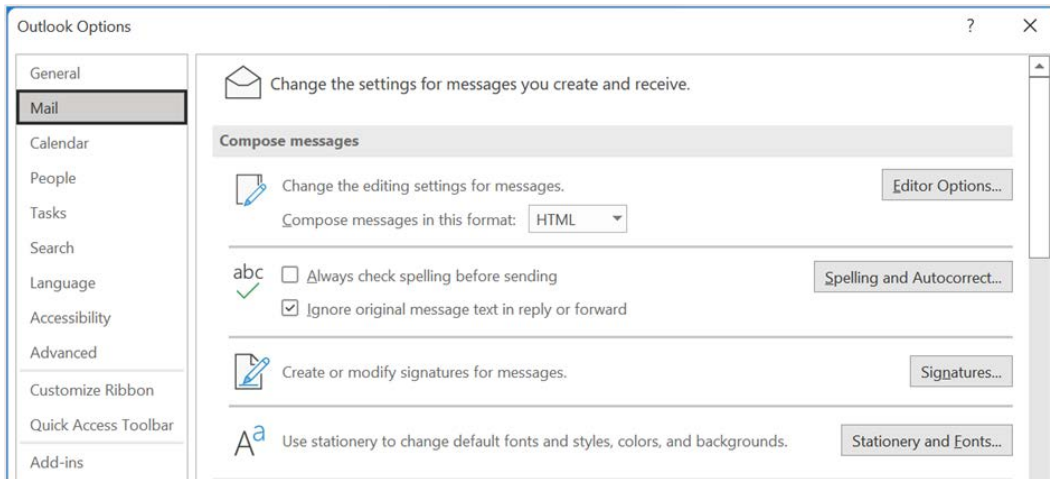 Outlook Options
?
General
Mail
Calendar
People
Tasks
Search
Language
Accessibility
Advanced
Customize Ribbon
Quick Access Toolbar
Add-ins
Change the settings for messages you create and receive.
Compose messages
Change the editing settings for messages.
Editor Options...
Compose messages in this format:
HTML
abc
Always check spelling before sending
Spelling and Autocorrect...
Ignore original message text in reply or forward
Create or modify signatures for messages.
Signatures...
Aa
Use stationery to change default fonts and styles, colors, and backgrounds.
Stationery and Fonts...